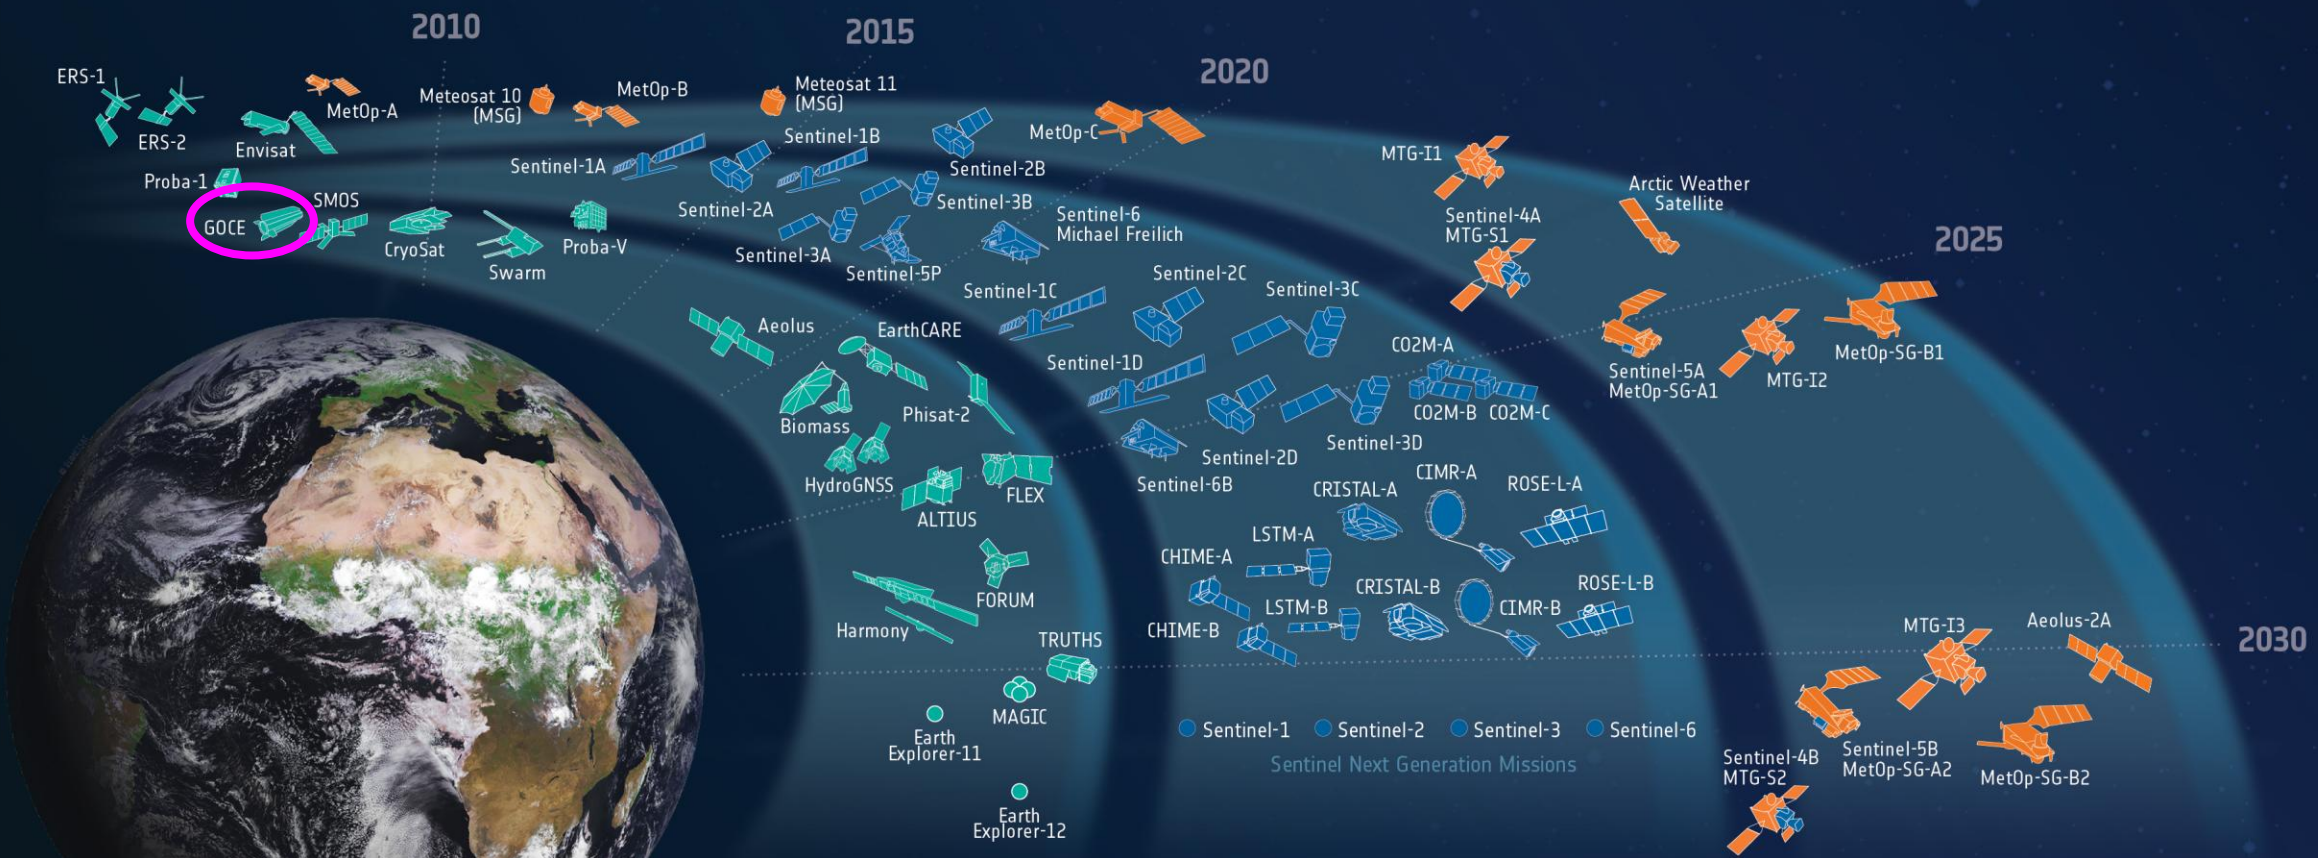 2010
2015
2020
2025
2030
ERS-1
ERS-2
MetOp-A
Envisat
Meteosat 10
(MSG)
MetOp-B
Meteosat 11
(MSG)
MetOp-C
Proba-1
GOCE
SMOS
CryoSat
Swarm
Proba-V
Sentinel-1A
Sentinel-1B
Sentinel-2A
Sentinel-2B
Sentinel-3A
Sentinel-3B
Sentinel-5P
Sentinel-6
Michael Freilich
MTG-I1
Sentinel-4A
MTG-S1
Arctic Weather
Satellite
Aeolus
EarthCARE
Biomass
Phisat-2
HydroGNSS
ALTIUS
FLEX
FORUM
Harmony
TRUTHS
MAGIC
Earth
Explorer-11
Earth
Explorer-12
Sentinel-1C
Sentinel-2C
Sentinel-3C
Sentinel-1D
Sentinel-2D
Sentinel-3D
Sentinel-6B
CO2M-A
CO2M-B
CO2M-C
CRISTAL-A
CIMR-A
ROSE-L-A
LSTM-A
CHIME-A
CRISTAL-B
CIMR-B
ROSE-L-B
LSTM-B
CHIME-B
Sentinel-1
Sentinel-2
Sentinel-3
Sentinel-6
Sentinel Next Generation Missions
Sentinel-5A
MetOp-SG-A1
MTG-I2
MetOp-SG-B1
MTG-I3
Aeolus-2A
Sentinel-4B
MTG-S2
Sentinel-5B
MetOp-SG-A2
MetOp-SG-B2